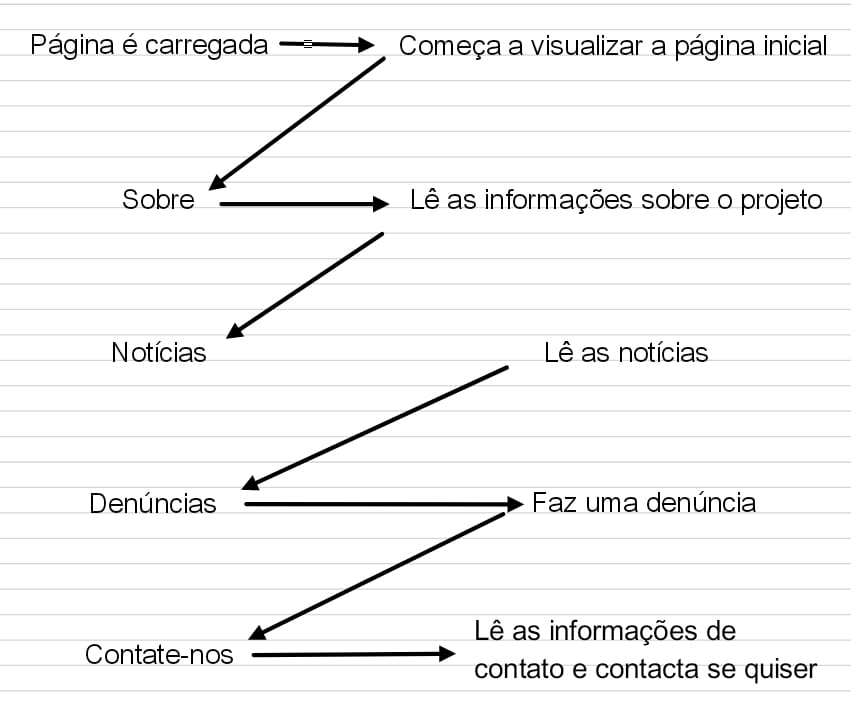 Página é carregada
Começa a visualizar a página inicial
Sobre
Lê as informações sobre o projeto
Notícias
Lê as notícias
Denúncias
Faz uma denúncia
Contate-nos
Lê as informações de
contato e contacta se quiser